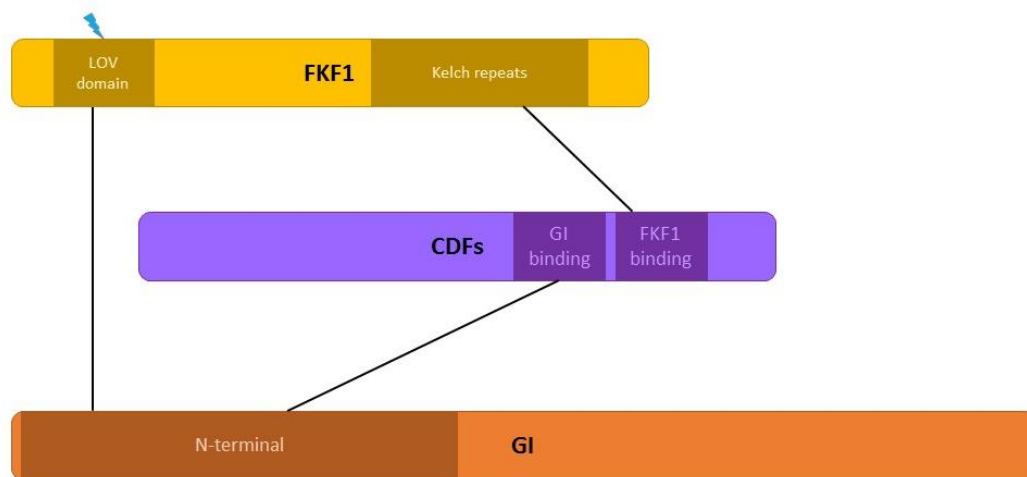 LOV
domain
FKF1
Kelch repeats
CDFs
GI
binding
FKF1
binding
N-terminal
GI